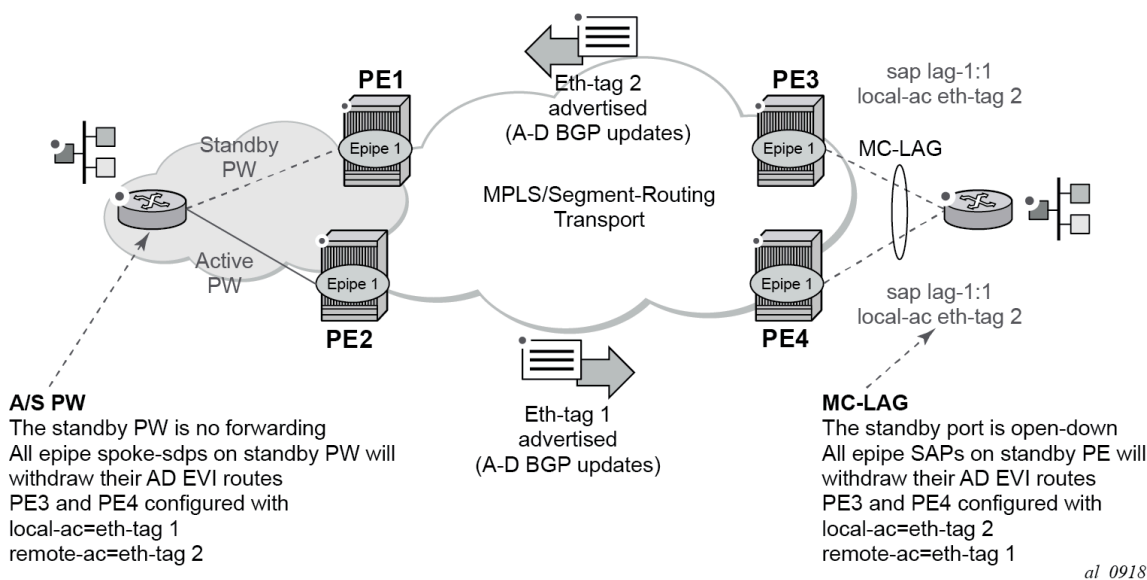 Eth-tag 2
advertised
(A-D BGP updates)
PE1
PE3
sap lag-1:1
local-ac eth-tag 2
Standby
PW
Epipe 1
Epipe 1
MC-LAG
MPLS/Segment-Routing
Transport
Active
PW
Epipe 1
Epipe 1
sap lag-1:1
local-ac eth-tag 2
PE2
PE4
Eth-tag 1
advertised
(A-D BGP updates)
A/S PW
The standby PW is no forwarding
All epipe spoke-sdps on standby PW will
withdraw their AD EVI routes
PE3 and PE4 configured with
local-ac=eth-tag 1
remote-ac=eth-tag 2
MC-LAG
The standby port is open-down
All epipe SAPs on standby PE will
withdraw their AD EVI routes
PE3 and PE4 configured with
local-ac=eth-tag 2
remote-ac=eth-tag 1
al_0918